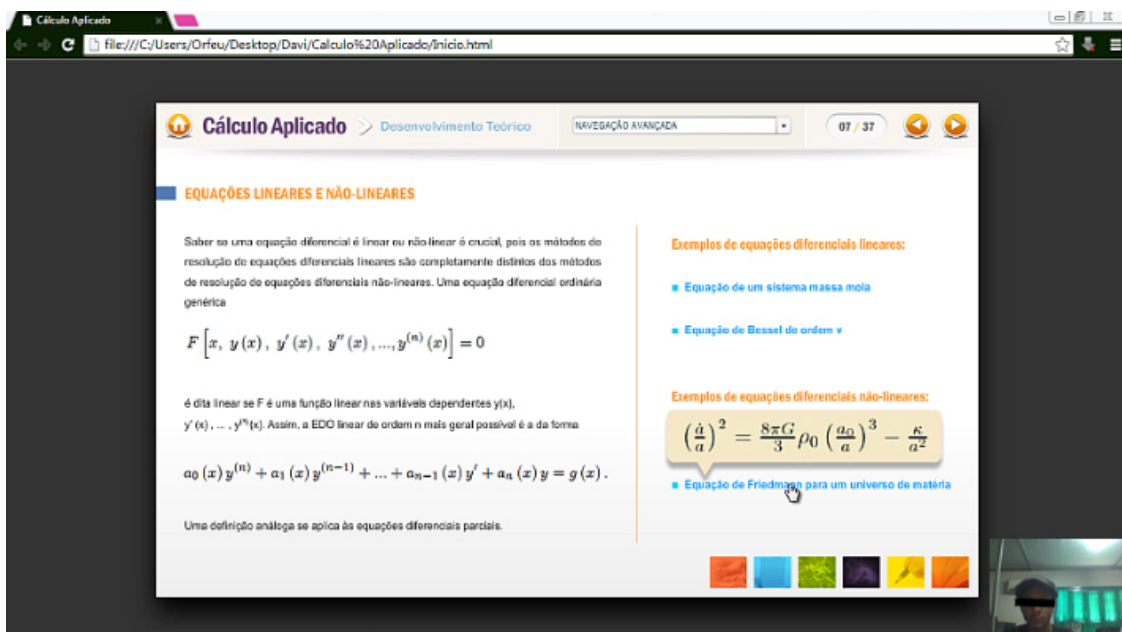 Cálculo Aplicado
file:///C:/Users/Orfeu/Desktop/Davi/Calculo%20Aplicado/Inicio.html
Cálculo Aplicado > Desenvolvimento Teórico
NAVEGAÇÃO AVANÇADA
07 / 37
EQUAÇÕES LINEARES E NÃO-LINEARES
Saber se uma equação diferencial é linear ou não-linear é crucial, pois os métodos de
resolução de equações diferenciais lineares são completamente distintos dos métodos
de resolução de equações diferenciais não-lineares. Uma equação diferencial ordinária
genérica
F [x, y (x), y′ (x), y″ (x), ..., y⁽ⁿ⁾ (x)] = 0
é dita linear se F é uma função linear nas variáveis dependentes y(x),
y' (x) , ... , y⁽ⁿ⁾(x). Assim, a EDO linear de ordem n mais geral possível é a da forma
a₀ (x) y⁽ⁿ⁾ + a₁ (x) y⁽ⁿ⁻¹⁾ + ... + aₙ₋₁ (x) y′ + aₙ (x) y = g (x) .
Uma definição análoga se aplica às equações diferenciais parciais.
Exemplos de equações diferenciais lineares:
Equação de um sistema massa mola
Equação de Bessel de ordem ν
Exemplos de equações diferenciais não-lineares:
(ȧ/a)² = 8πG/3 ρ₀ (a₀/a)³ − κ/a²
Equação de Friedmann para um universo de matéria